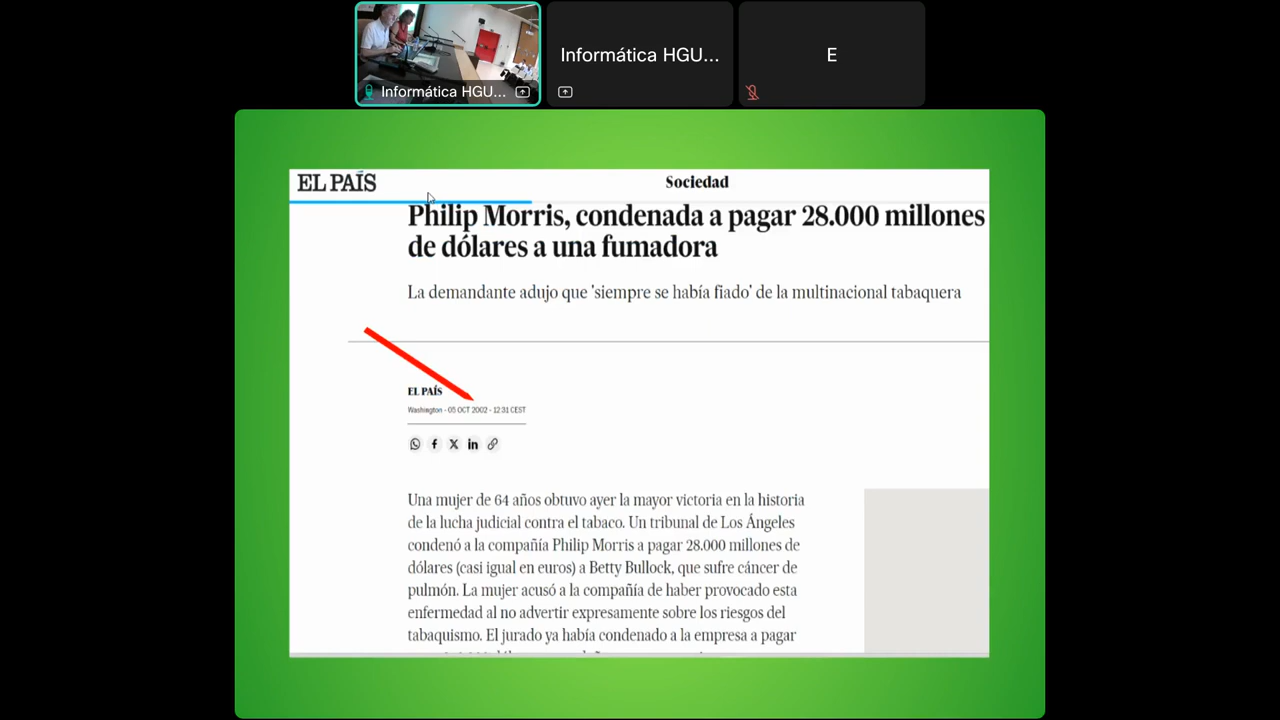 Informática HGU...
Informática HGU...
E
EL PAÍS
Sociedad
Philip Morris, condenada a pagar 28.000 millones
de dólares a una fumadora
La demandante adujo que 'siempre se había fiado' de la multinacional tabaquera
EL PAÍS
Washington - 05 OCT 2002 - 12:31 CEST
Una mujer de 64 años obtuvo ayer la mayor victoria en la historia
de la lucha judicial contra el tabaco. Un tribunal de Los Ángeles
condenó a la compañía Philip Morris a pagar 28.000 millones de
dólares (casi igual en euros) a Betty Bullock, que sufre cáncer de
pulmón. La mujer acusó a la compañía de haber provocado esta
enfermedad al no advertir expresamente sobre los riesgos del
tabaquismo. El jurado ya había condenado a la empresa a pagar